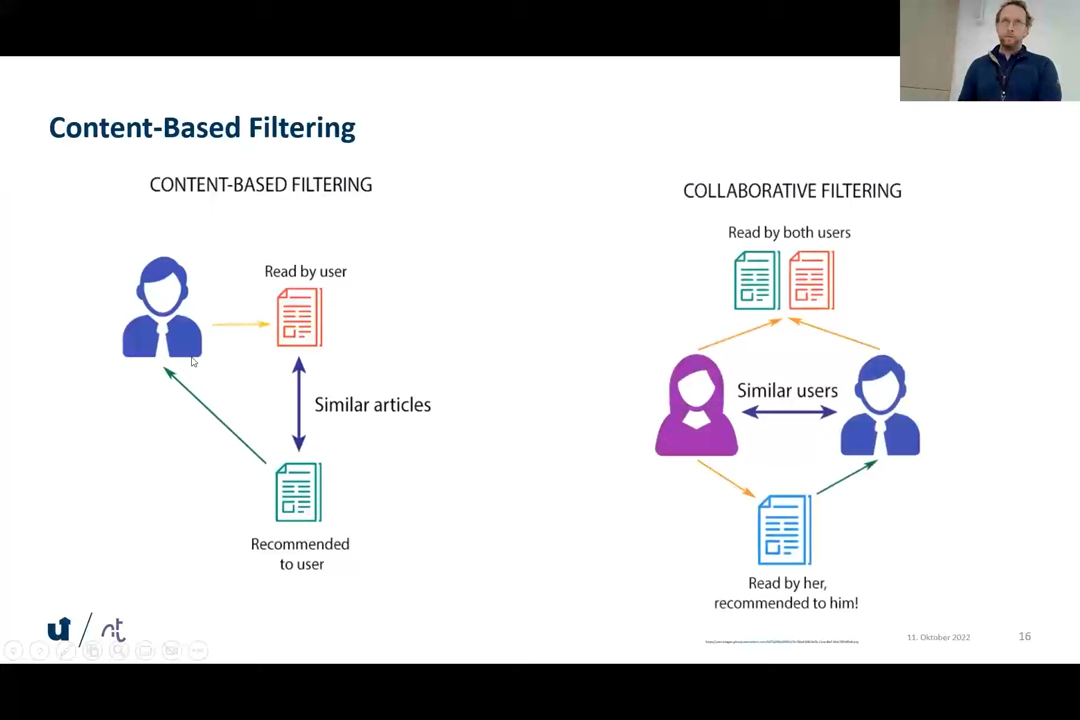 Content-Based Filtering
CONTENT-BASED FILTERING
Read by user
Similar articles
Recommended
to user
COLLABORATIVE FILTERING
Read by both users
Similar users
Read by her,
recommended to him!
11. Oktober 2022
16